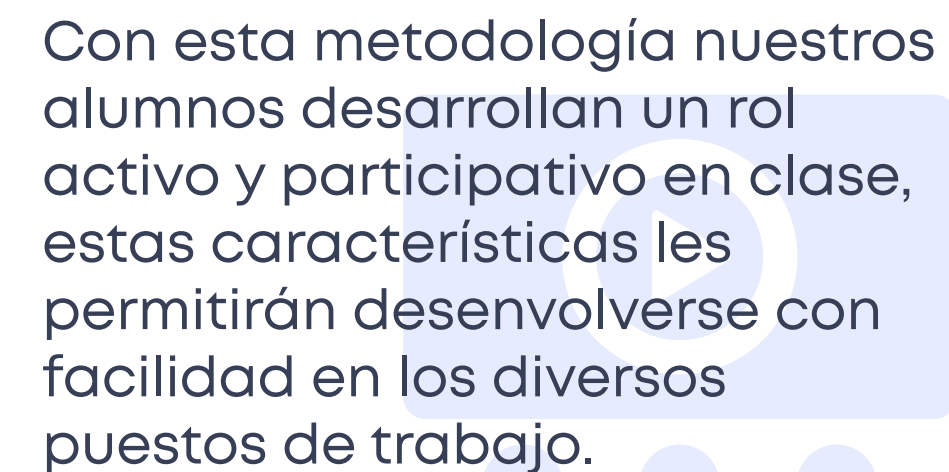 Con esta metodología nuestros
alumnos desarrollan un rol
activo y participativo en clase,
estas características les
permitirán desenvolverse con
facilidad en los diversos
puestos de trabajo.